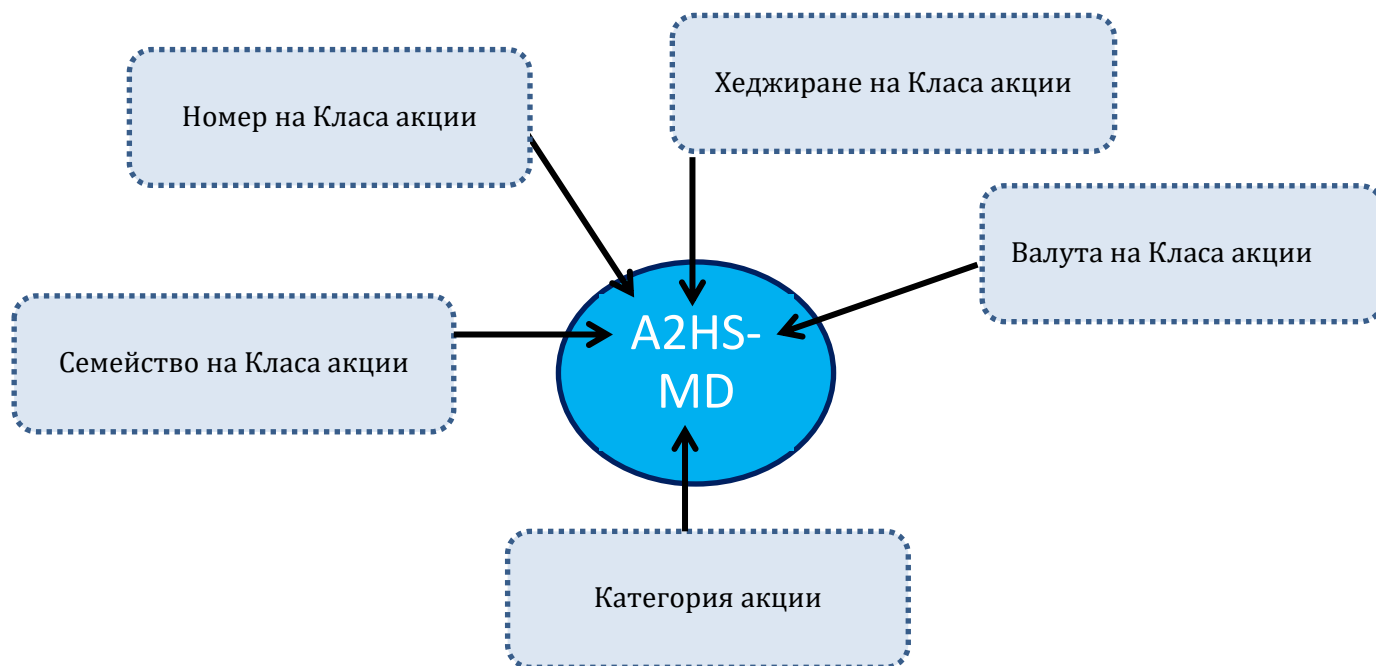 Хеджиране на Класа акции
Номер на Класа акции
Валута на Класа акции
A2HS-
MD
Семейство на Класа акции
Категория акции